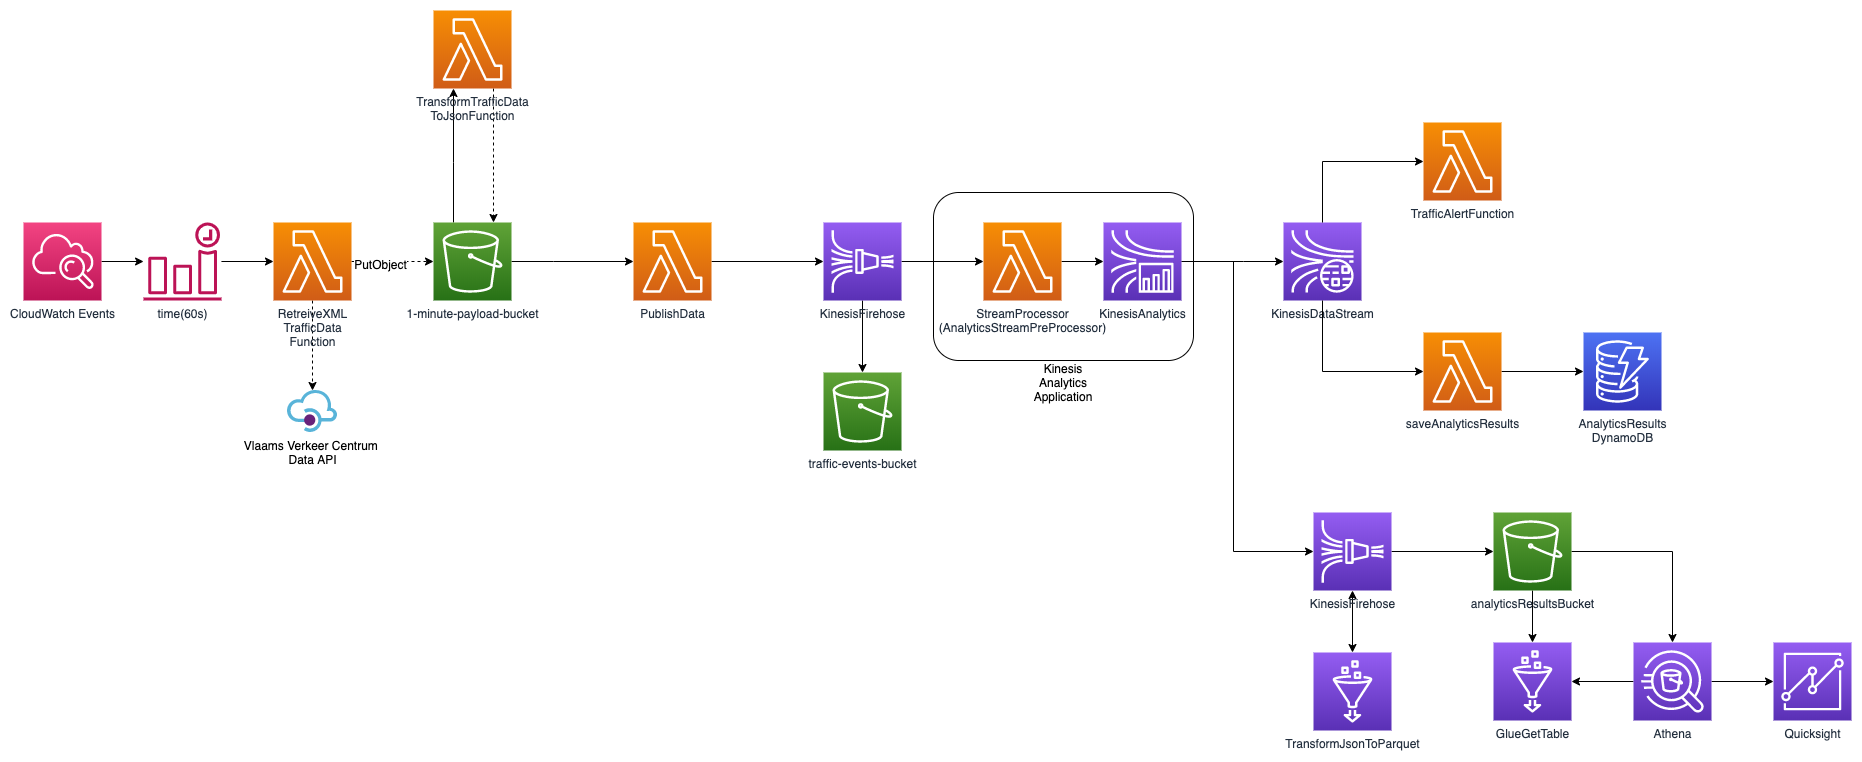 TransformTrafficData
ToJsonFunction
TrafficAlertFunction
PutObject
CloudWatch Events
time(60s)
RetreiveXML
TrafficData
Function
1-minute-payload-bucket
PublishData
KinesisFirehose
StreamProcessor
(AnalyticsStreamPreProcessor)
KinesisAnalytics
KinesisDataStream
Kinesis
Analytics
Application
saveAnalyticsResults
AnalyticsResults
DynamoDB
Vlaams Verkeer Centrum
Data API
traffic-events-bucket
KinesisFirehose
analyticsResultsBucket
TransformJsonToParquet
GlueGetTable
Athena
Quicksight